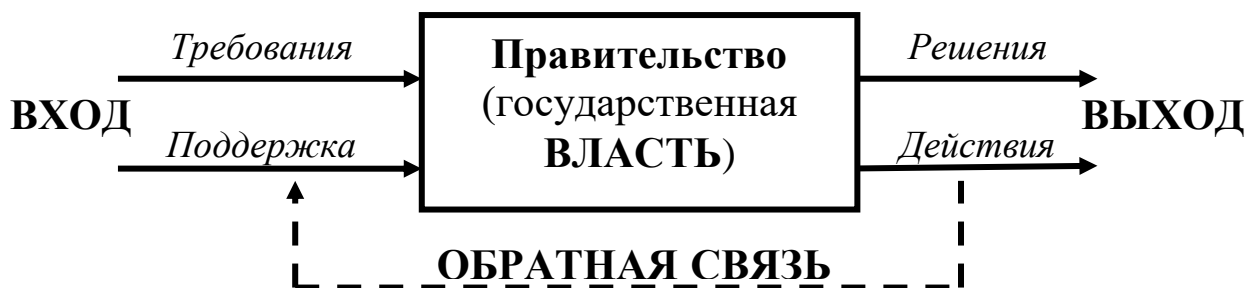 Требования
Поддержка
ВХОД
Правительство
(государственная
ВЛАСТЬ)
Решения
Действия
ВЫХОД
ОБРАТНАЯ СВЯЗЬ